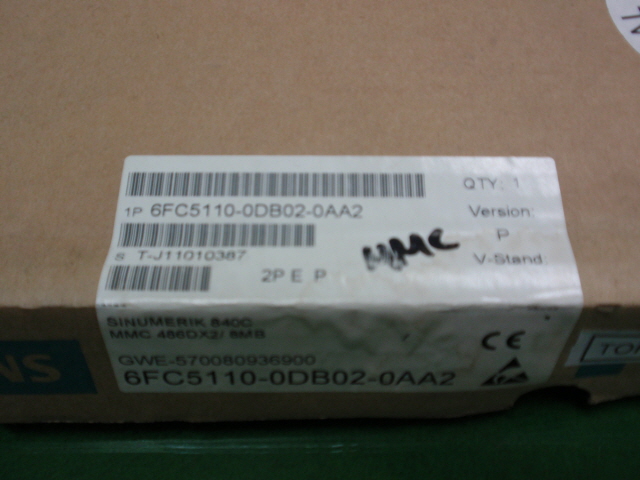 QTY: 1
1P 6FC5110-0DB02-0AA2
Version:
P
S T-J11010387
MMC
V-Stand:
2P E P
SINUMERIK 840C
MMC 486DX2/ 8MB
CE
GWE-570080936900
6FC5110-0DB02-0AA2
NS